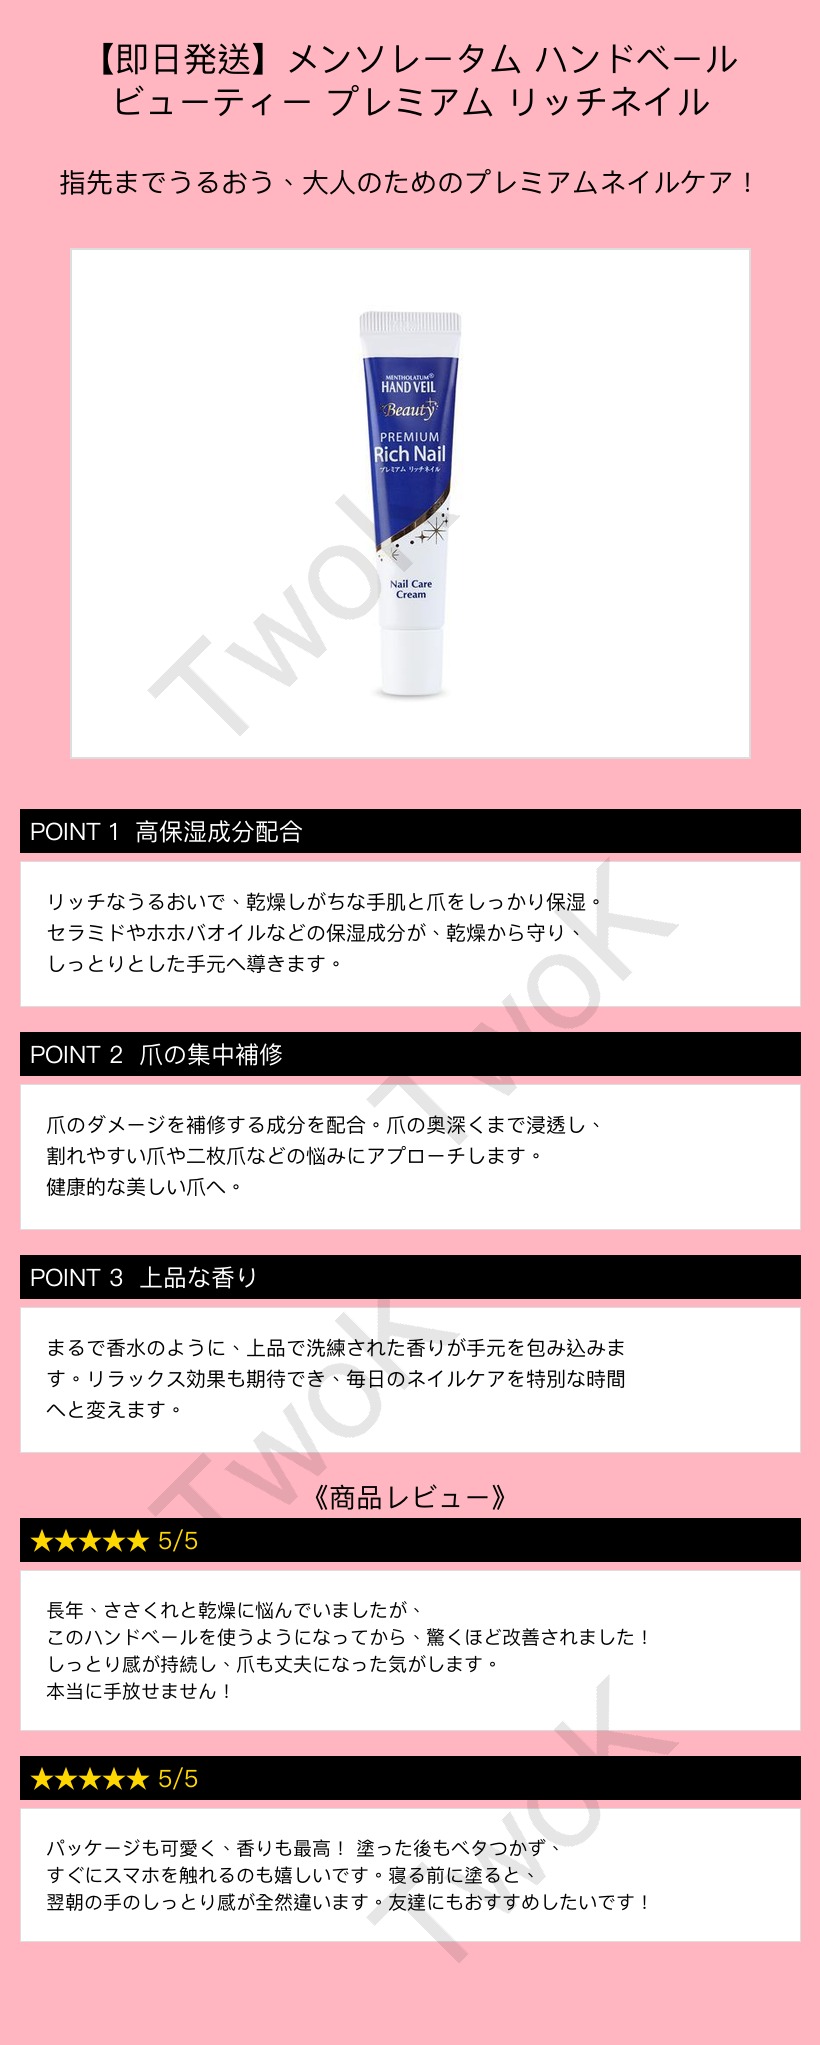 【即日発送】メンソレータム ハンドベール
ビューティー プレミアム リッチネイル
指先までうるおう、大人のためのプレミアムネイルケア！
MENTHOLATUM®
HAND VEIL
Beauty
PREMIUM
Rich Nail
プレミアム リッチネイル
Nail Care
Cream
TwoK
POINT 1 高保湿成分配合
リッチなうるおいで、乾燥しがちな手肌と爪をしっかり保湿。
セラミドやホホバオイルなどの保湿成分が、乾燥から守り、
しっとりとした手元へ導きます。
TwoK
POINT 2 爪の集中補修
爪のダメージを補修する成分を配合。爪の奥深くまで浸透し、
割れやすい爪や二枚爪などの悩みにアプローチします。
健康的な美しい爪へ。
POINT 3 上品な香り
まるで香水のように、上品で洗練された香りが手元を包み込みま
す。リラックス効果も期待でき、毎日のネイルケアを特別な時間
へと変えます。
TwoK
《商品レビュー》
★★★★★ 5/5
長年、ささくれと乾燥に悩んでいましたが、
このハンドベールを使うようになってから、驚くほど改善されました！
しっとり感が持続し、爪も丈夫になった気がします。
本当に手放せません！
★★★★★ 5/5
パッケージも可愛く、香りも最高！ 塗った後もベタつかず、
すぐにスマホを触れるのも嬉しいです。寝る前に塗ると、
翌朝の手のしっとり感が全然違います。友達にもおすすめしたいです！
TwoK